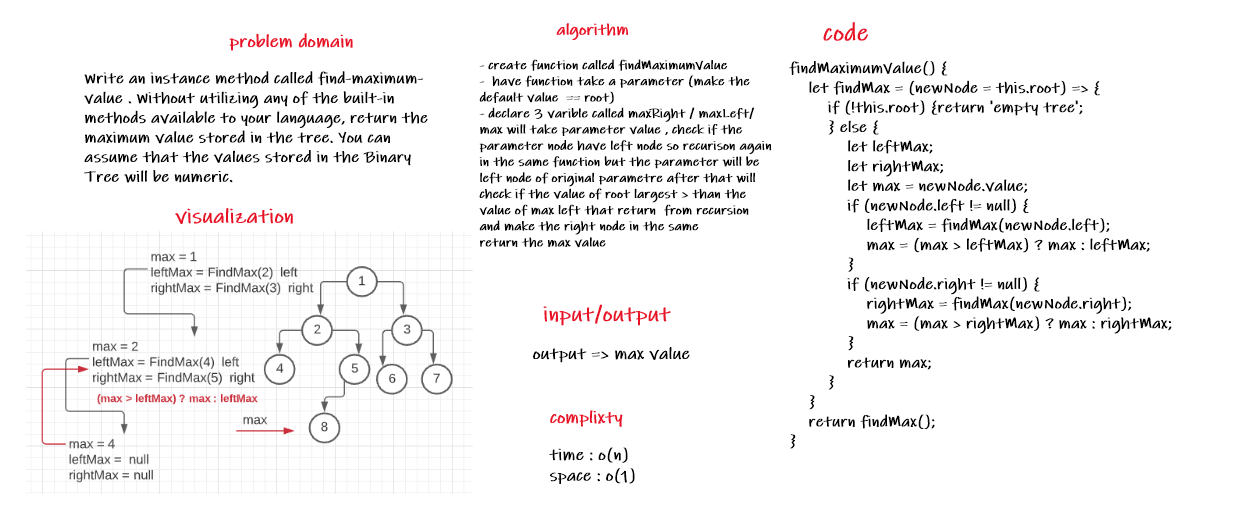 problem domain
Write an instance method called find-maximum-
value . Without utilizing any of the built-in
methods available to your language, return the
maximum value stored in the tree. You can
assume that the values stored in the Binary
Tree will be numeric.
visualization
max = 1
leftMax = FindMax(2) left
rightMax = FindMax(3) right
1
2
3
4
5
6
7
8
max = 2
leftMax = FindMax(4) left
rightMax = FindMax(5) right
(max > leftMax) ? max : leftMax
max
max = 4
leftMax = null
rightMax = null
algorithm
- create function called findMaximumValue
- have function take a parameter (make the
default value == root)
- declare 3 varible called maxRight / maxLeft/
max will take parameter value , check if the
parameter node have left node so recurison again
in the same function but the parameter will be
left node of original parametre after that will
check if the value of root largest > than the
value of max left that return from recursion
and make the right node in the same
return the max value
input/output
output => max value
complixty
time : o(n)
space : o(1)
code
findMaximumValue() {
let findMax = (newNode = this.root) => {
if (!this.root) {return 'empty tree';
} else {
let leftMax;
let rightMax;
let max = newNode.value;
if (newNode.left != null) {
leftMax = findMax(newNode.left);
max = (max > leftMax) ? max : leftMax;
}
if (newNode.right != null) {
rightMax = findMax(newNode.right);
max = (max > rightMax) ? max : rightMax;
}
return max;
}
}
return findMax();
}